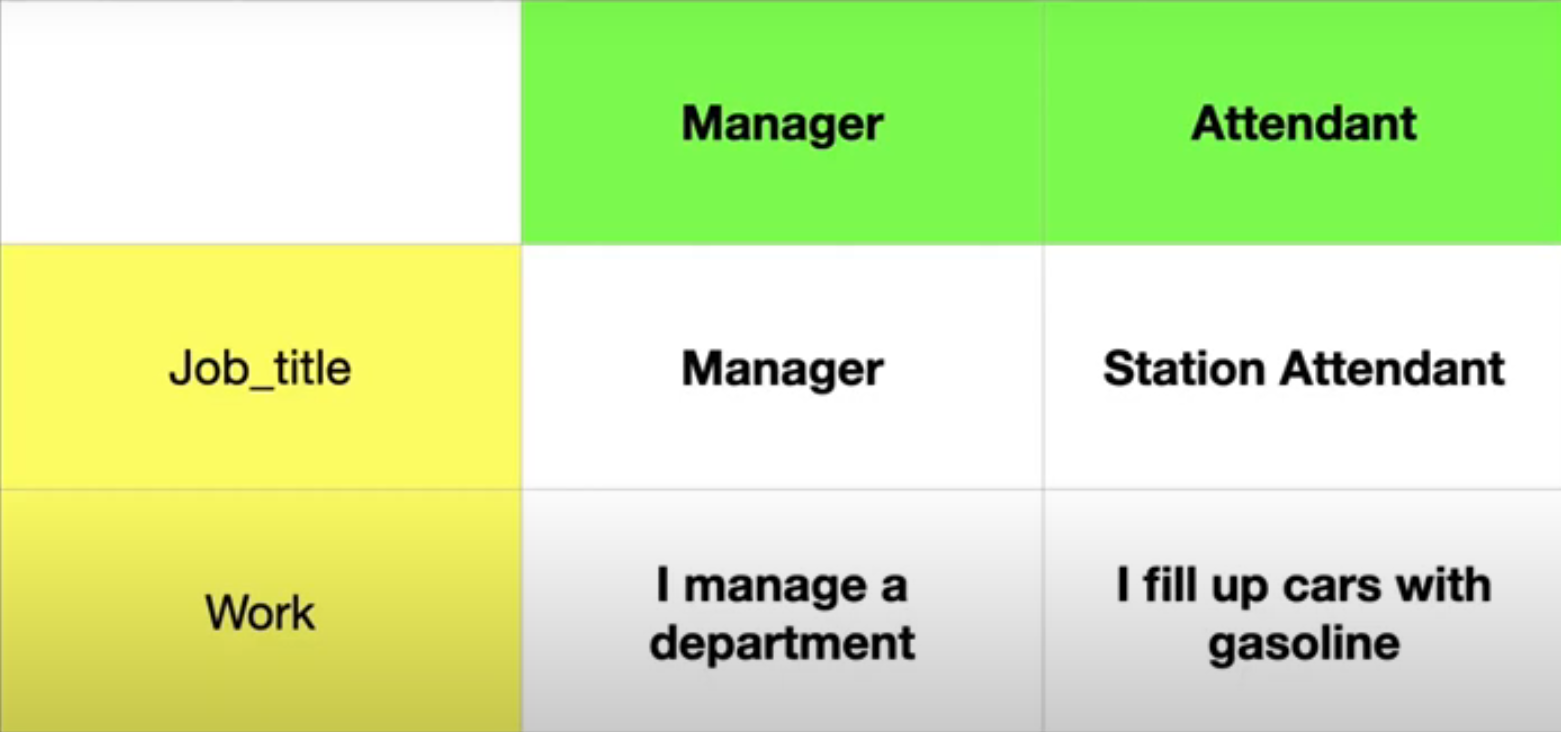 Manager
Attendant
Job_title
Manager
Station Attendant
Work
I manage a
department
I fill up cars with
gasoline